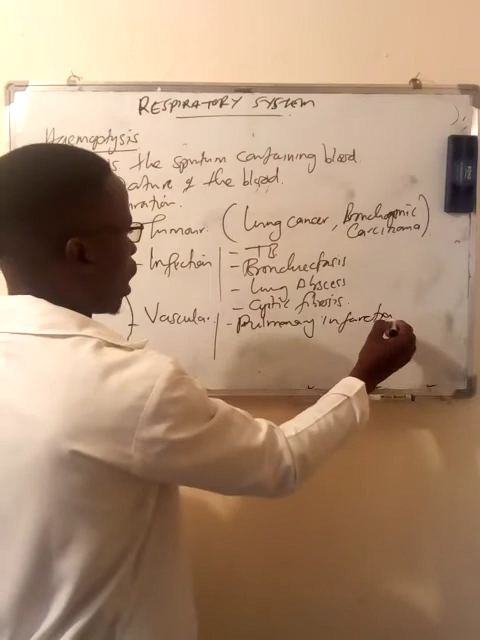 RESPIRATORY SYSTEM
Haemoptysis
the sputum containing blood.
of the blood.
Tumour. (Lung cancer, Bronchogenic Carcinoma)
- Infection - TB
- Bronchiectasis
- Lung Abscess
- Cystic fibrosis.
- Vascular. - Pulmonary infarction